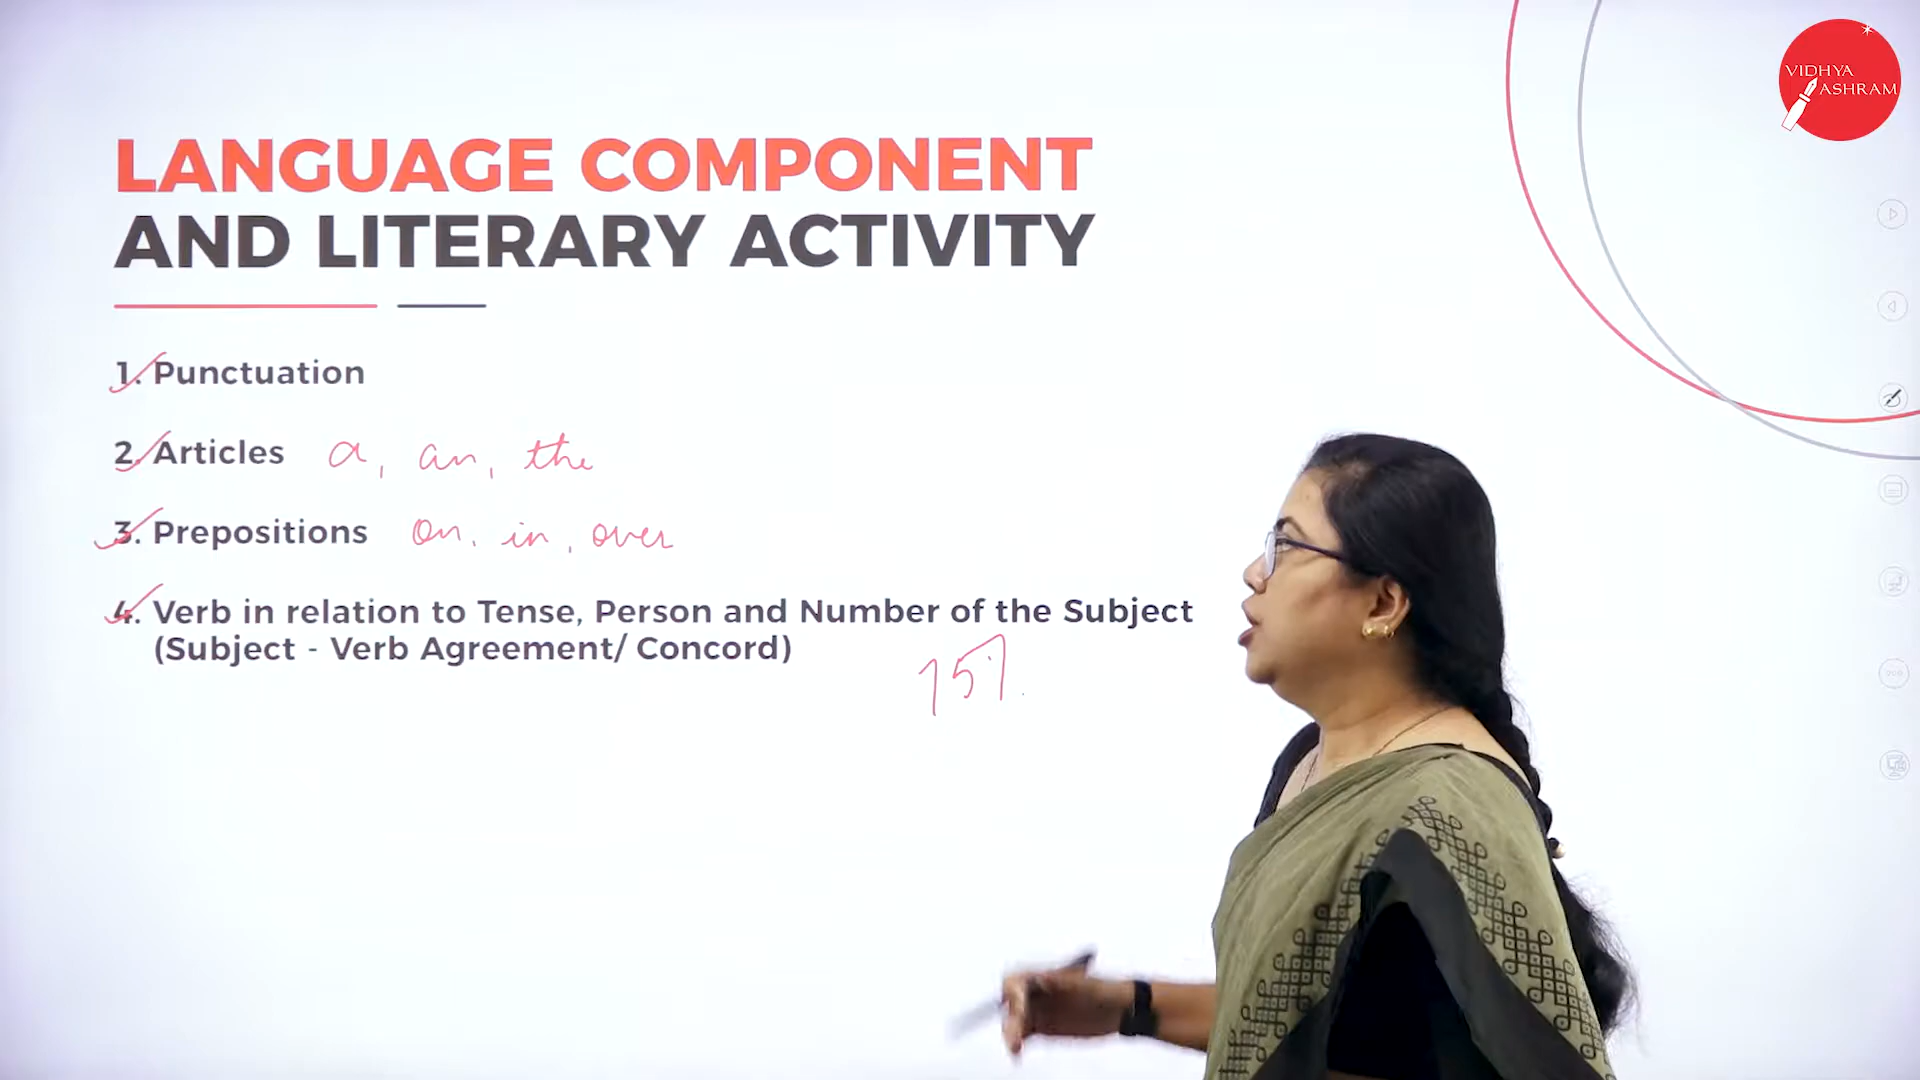 VIDHYA
ASHRAM
LANGUAGE COMPONENT
AND LITERARY ACTIVITY
1. Punctuation
2. Articles a, an, the
3. Prepositions on, in, over
4. Verb in relation to Tense, Person and Number of the Subject
(Subject - Verb Agreement/ Concord)